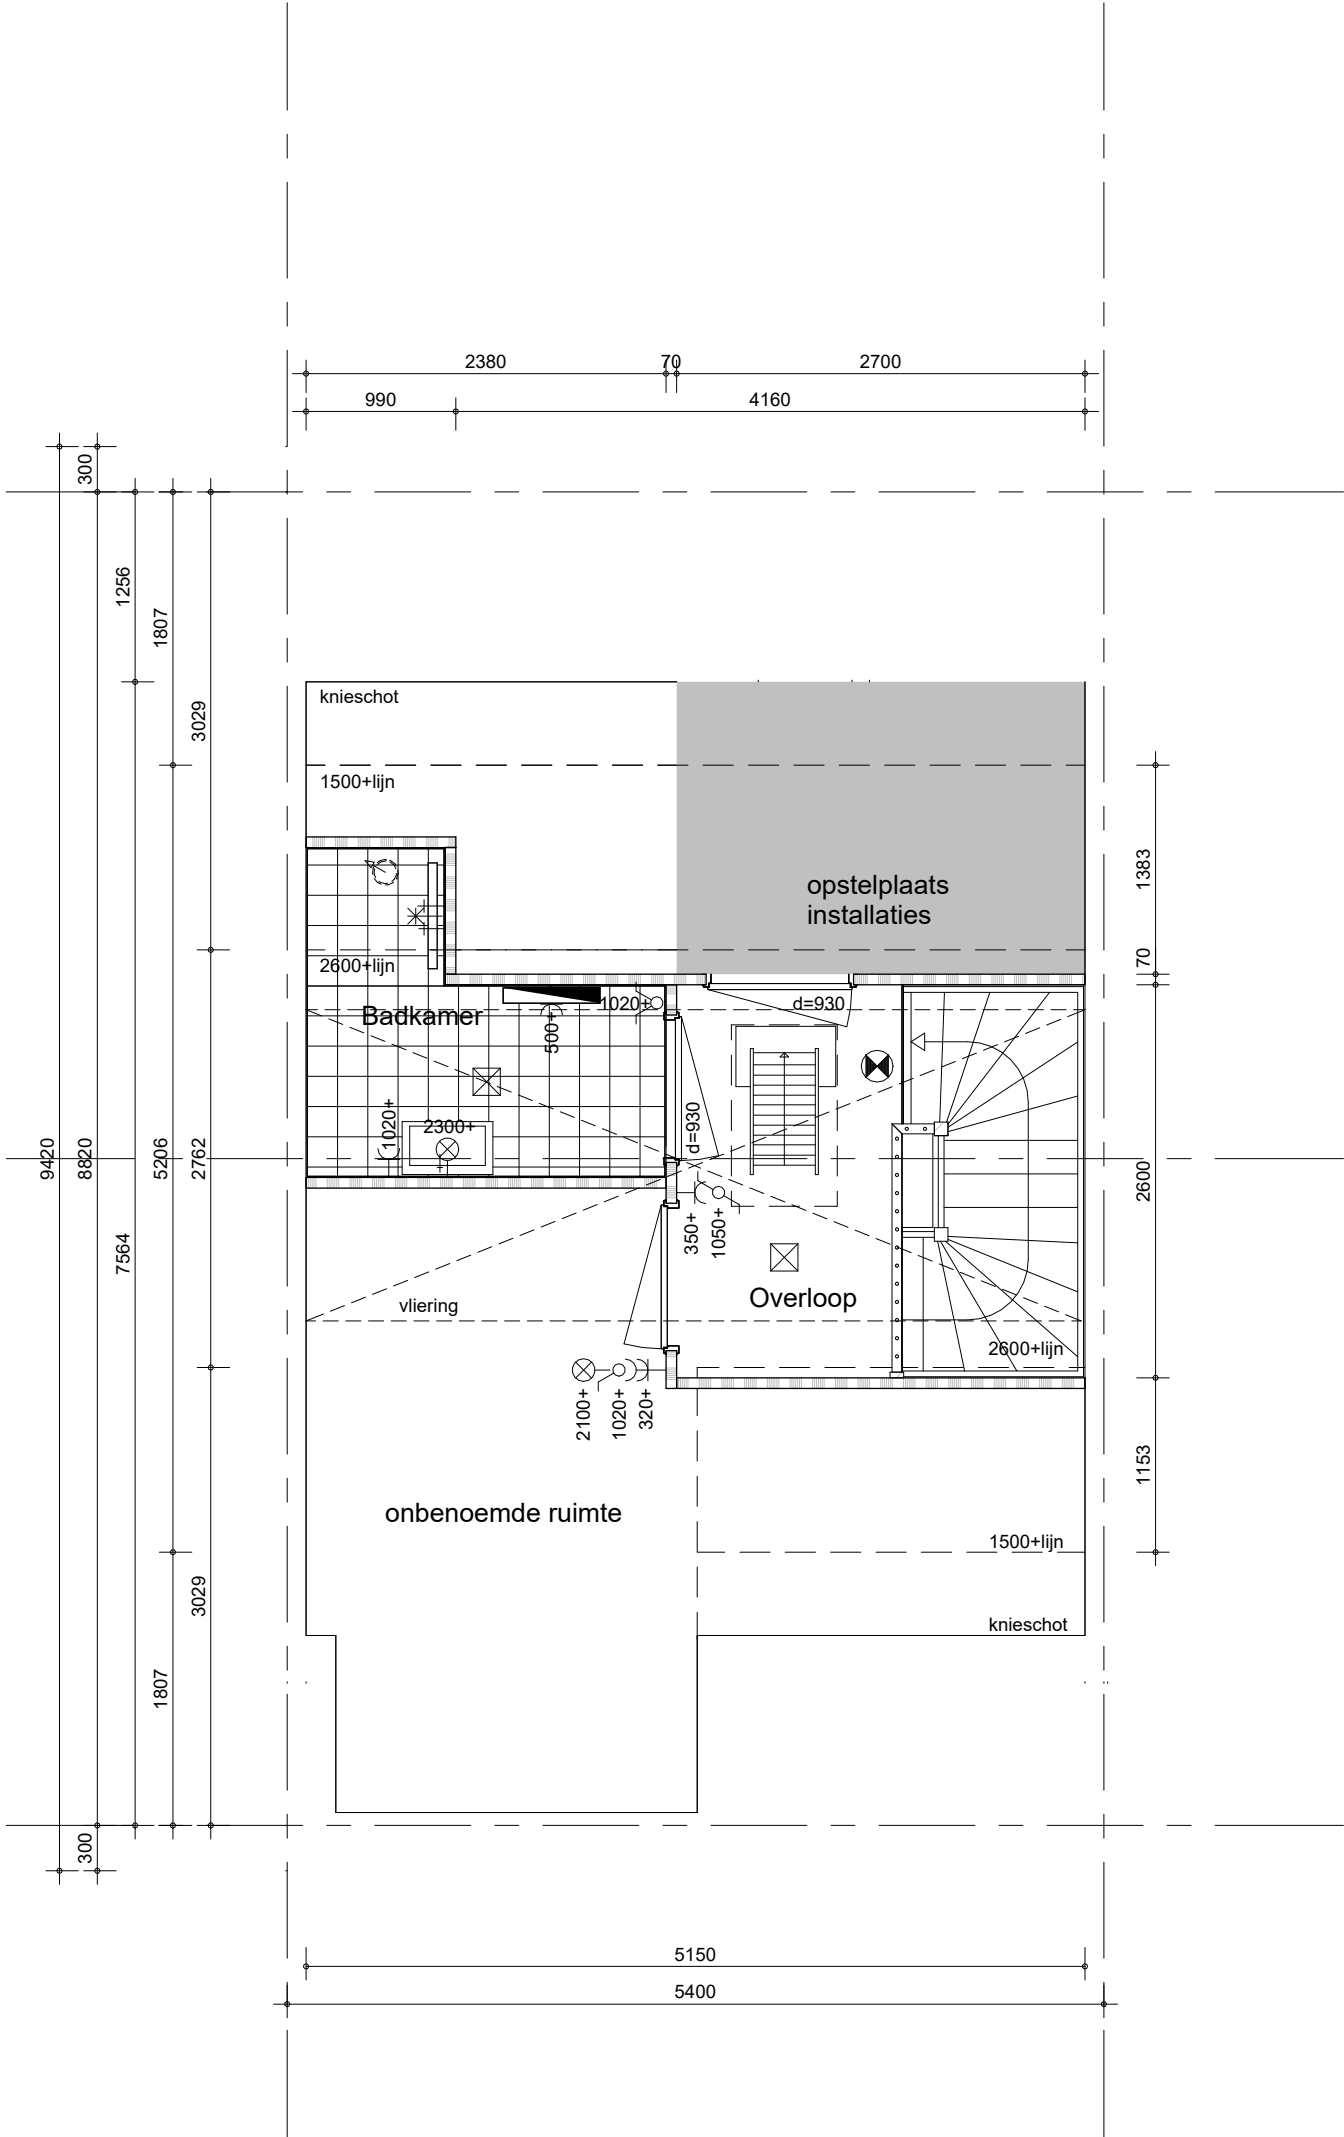 2380
70
2700
990
4160
300
1256
1807
3029
knieschot
1500+lijn
1383
opstelplaats
installaties
70
2600+lijn
Badkamer
1020+
500+
d=930
1020+
2300+
d=930
9420
8820
5206
2762
2600
7564
350+
1050+
Overloop
vliering
2600+lijn
2100+
1020+
320+
1153
onbenoemde ruimte
1500+lijn
3029
knieschot
1807
300
5150
5400